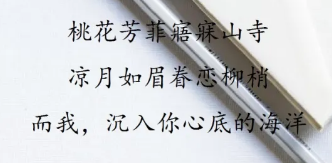 桃花芳菲寤寐山寺
凉月如眉眷恋柳梢
而我，沉入你心底的海洋